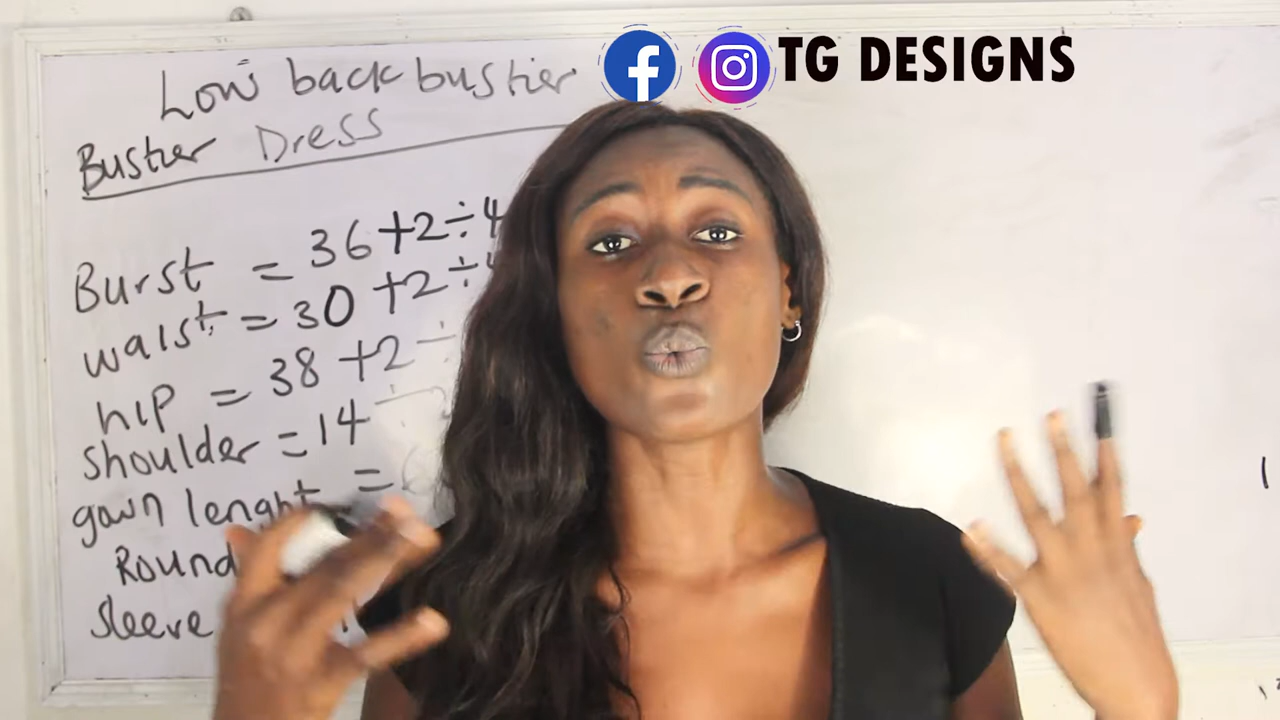 TG DESIGNS
Low back bustier
Bustier Dress
Burst = 36+2÷4
waist = 30+2÷
hip = 38+2÷
shoulder = 14÷
gown lenght =
Round
Sleeve